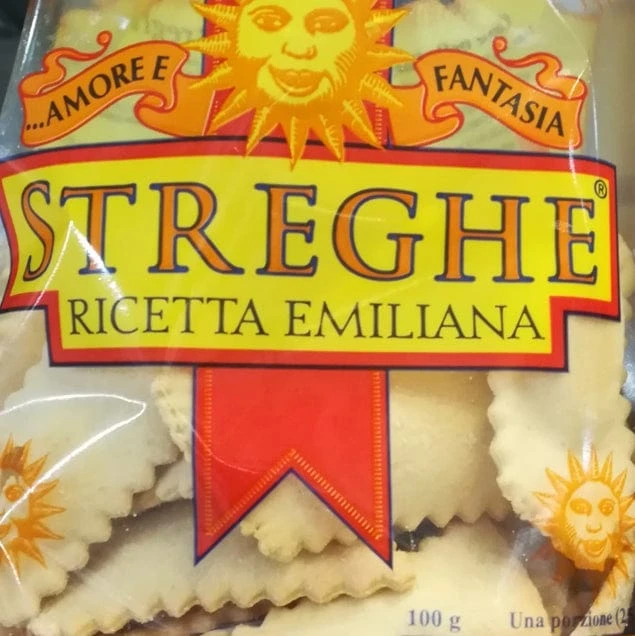 ...AMORE E FANTASIA
STREGHE®
RICETTA EMILIANA
100 g Una porzione